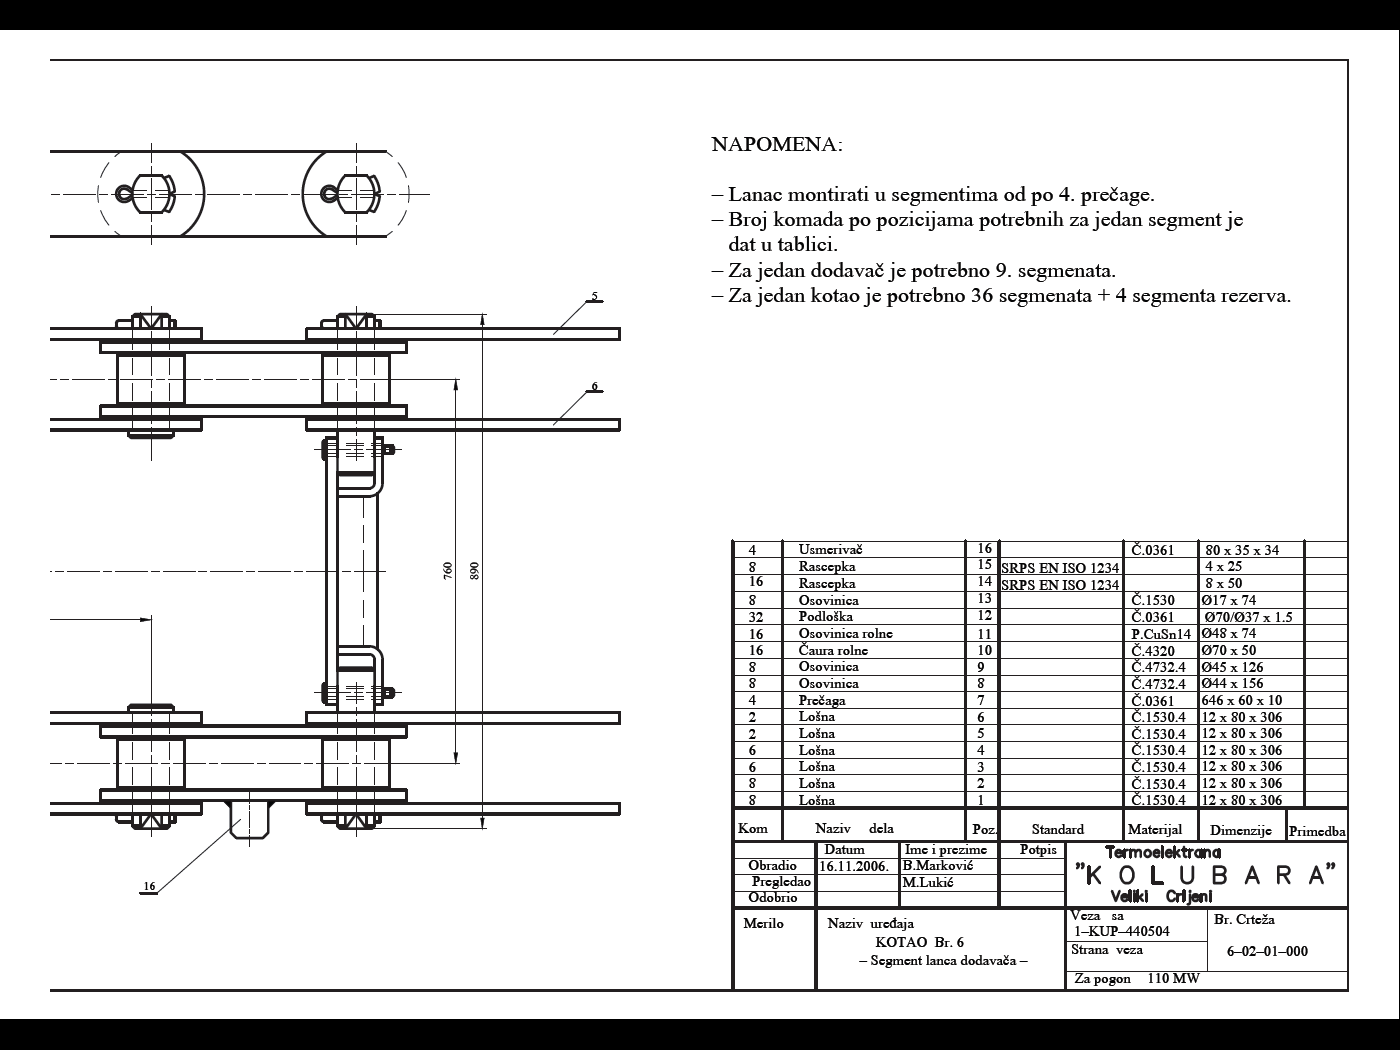 NAPOMENA:
– Lanac montirati u segmentima od po 4. prečage.
– Broj komada po pozicijama potrebnih za jedan segment je
dat u tablici.
– Za jedan dodavač je potrebno 9. segmenata.
– Za jedan kotao je potrebno 36 segmenata + 4 segmenta rezerva.
5
6
760
890
16
4 Usmerivač 16 Č.0361 80 x 35 x 34
8 Rascepka 15 SRPS EN ISO 1234 4 x 25
16 Rascepka 14 SRPS EN ISO 1234 8 x 50
8 Osovinica 13 Č.1530 Ø17 x 74
32 Podloška 12 Č.0361 Ø70/Ø37 x 1.5
16 Osovinica rolne 11 P.CuSn14 Ø48 x 74
16 Čaura rolne 10 Č.4320 Ø70 x 50
8 Osovinica 9 Č.4732.4 Ø45 x 126
8 Osovinica 8 Č.4732.4 Ø44 x 156
4 Prečaga 7 Č.0361 646 x 60 x 10
2 Lošna 6 Č.1530.4 12 x 80 x 306
2 Lošna 5 Č.1530.4 12 x 80 x 306
6 Lošna 4 Č.1530.4 12 x 80 x 306
6 Lošna 3 Č.1530.4 12 x 80 x 306
8 Lošna 2 Č.1530.4 12 x 80 x 306
8 Lošna 1 Č.1530.4 12 x 80 x 306
Kom Naziv dela Poz. Standard Materijal Dimenzije Primedba
Datum Ime i prezime Potpis
Obradio 16.11.2006. B.Marković
Pregledao M.Lukić
Odobrio
Termoelektrana
"KOLUBARA"
Veliki Crljeni
Merilo
Naziv uređaja
KOTAO Br. 6
– Segment lanca dodavača –
Veza sa
1–KUP–440504
Strana veza
Br. Crteža
6–02–01–000
Za pogon 110 MW